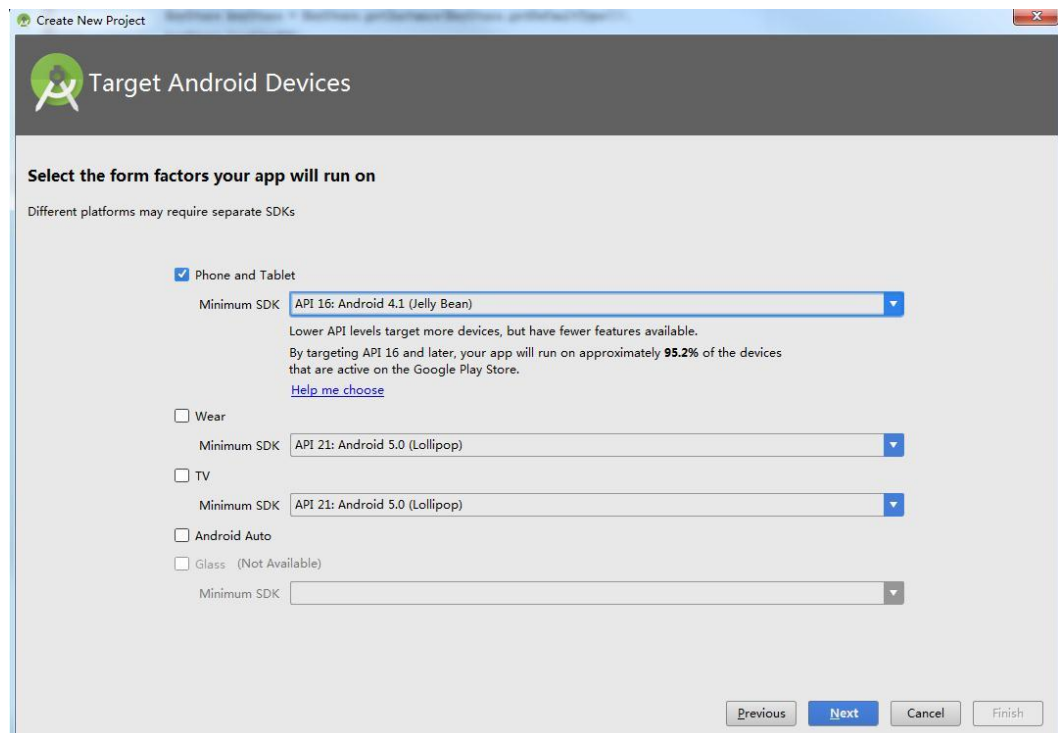 Create New Project
Target Android Devices
Select the form factors your app will run on
Different platforms may require separate SDKs
Phone and Tablet
Minimum SDK API 16: Android 4.1 (Jelly Bean)
Lower API levels target more devices, but have fewer features available.
By targeting API 16 and later, your app will run on approximately 95.2% of the devices
that are active on the Google Play Store.
Help me choose
Wear
Minimum SDK API 21: Android 5.0 (Lollipop)
TV
Minimum SDK API 21: Android 5.0 (Lollipop)
Android Auto
Glass (Not Available)
Minimum SDK
Previous Next Cancel Finish